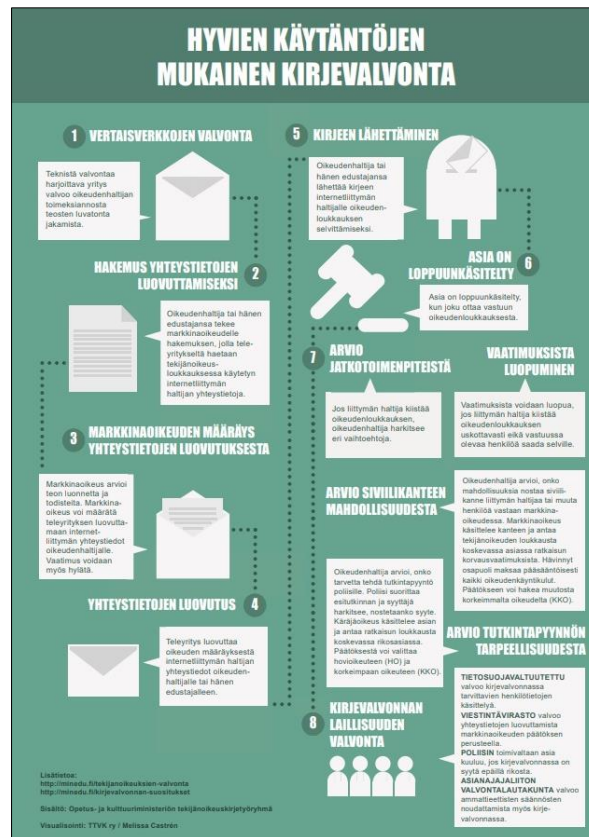 HYVIEN KÄYTÄNTÖJEN
MUKAINEN KIRJEVALVONTA
1 VERTAISVERKKOJEN VALVONTA
Teknistä valvontaa
harjoittava yritys
valvoo oikeudenhaltijan
toimeksiannosta
teosten luvatonta
jakamista.
HAKEMUS YHTEYSTIETOJEN
LUOVUTTAMISEKSI
2
Oikeudenhaltija tai hänen
edustajansa tekee
markkinaoikeudelle
hakemuksen, jolla tele-
yritykseltä haetaan
tekijänoikeus-
loukkauksessa käytetyn
internetliittymän
haltijan yhteystietoja.
3 MARKKINAOIKEUDEN MÄÄRÄYS
YHTEYSTIETOJEN LUOVUTUKSESTA
Markkinaoikeus arvioi
teon luonnetta ja
todisteita. Markkina-
oikeus voi määrätä
teleyrityksen luovutta-
maan internet-
liittymän yhteystiedot
oikeudenhaltijalle.
Vaatimus voidaan
myös hylätä.
YHTEYSTIETOJEN LUOVUTUS 4
Teleyritys luovuttaa
oikeuden määräyksestä
internetliittymän haltijan
yhteystiedot oikeuden-
haltijalle tai hänen
edustajalleen.
5 KIRJEEN LÄHETTÄMINEN
Oikeudenhaltija tai
hänen edustajansa
lähettää kirjeen
internetliittymän
haltijalle oikeuden-
loukkauksen
selvittämiseksi.
ASIA ON
LOPPUUNKÄSITELTY
6
Asia on loppuunkäsitelty,
kun joku ottaa vastuun
oikeudenloukkauksesta.
7 ARVIO
JATKOTOIMENPITEISTÄ
Jos liittymän haltija kiistää
oikeudenloukkauksen,
oikeudenhaltija harkitsee
eri vaihtoehtoja.
VAATIMUKSISTA
LUOPUMINEN
Vaatimuksista voidaan luopua,
jos liittymän haltija kiistää
oikeudenloukkauksen
uskottavasti eikä vastuussa
olevaa henkilöä saada selville.
ARVIO SIVIILIKANTEEN
MAHDOLLISUUDESTA
Oikeudenhaltija arvioi, onko
mahdollisuuksia nostaa siviili-
kanne liittymän haltijaa tai muuta
henkilöä vastaan markkina-
oikeudessa. Markkinaoikeus
käsittelee kanteen ja antaa
tekijänoikeuden loukkausta
koskevassa asiassa ratkaisun
korvausvaatimuksista. Hävinnyt
osapuoli maksaa pääsääntöisesti
kaikki oikeudenkäyntikulut.
Päätökseen voi hakea muutosta
korkeimmalta oikeudelta (KKO).
Oikeudenhaltija arvioi, onko
tarvetta tehdä tutkintapyyntö
poliisille. Poliisi suorittaa
esitutkinnan ja syyttäjä
harkitsee, nostetaanko syyte.
Käräjäoikeus käsittelee asian
ja antaa ratkaisun loukkausta
koskevassa rikosasiassa.
Päätöksestä voi valittaa
hovioikeuteen (HO) ja
korkeimpaan oikeuteen (KKO).
ARVIO TUTKINTAPYYNNÖN
TARPEELLISUUDESTA
8 KIRJEVALVONNAN
LAILLISUUDEN
VALVONTA
TIETOSUOJAVALTUUTETTU
valvoo kirjevalvonnassa
tarvittavien henkilötietojen
käsittelyä.
VIESTINTÄVIRASTO valvoo
yhteystietojen luovuttamista
markkinaoikeuden päätöksen
perusteella.
POLIISIN toimivaltaan asia
kuuluu, jos kirjevalvonnassa on
syytä epäillä rikosta.
ASIANAJAJALIITON
VALVONTALAUTAKUNTA valvoo
ammattieettisten säännösten
noudattamista myös kirje-
valvonnassa.
Lisätietoa:
http://minedu.fi/tekijanoikeuksien-valvonta
http://minedu.fi/kirjevalvonnan-suositukset
Sisältö: Opetus- ja kulttuuriministeriön tekijänoikeuskirjetyöryhmä
Visualisointi: TTVK ry / Melissa Castrén